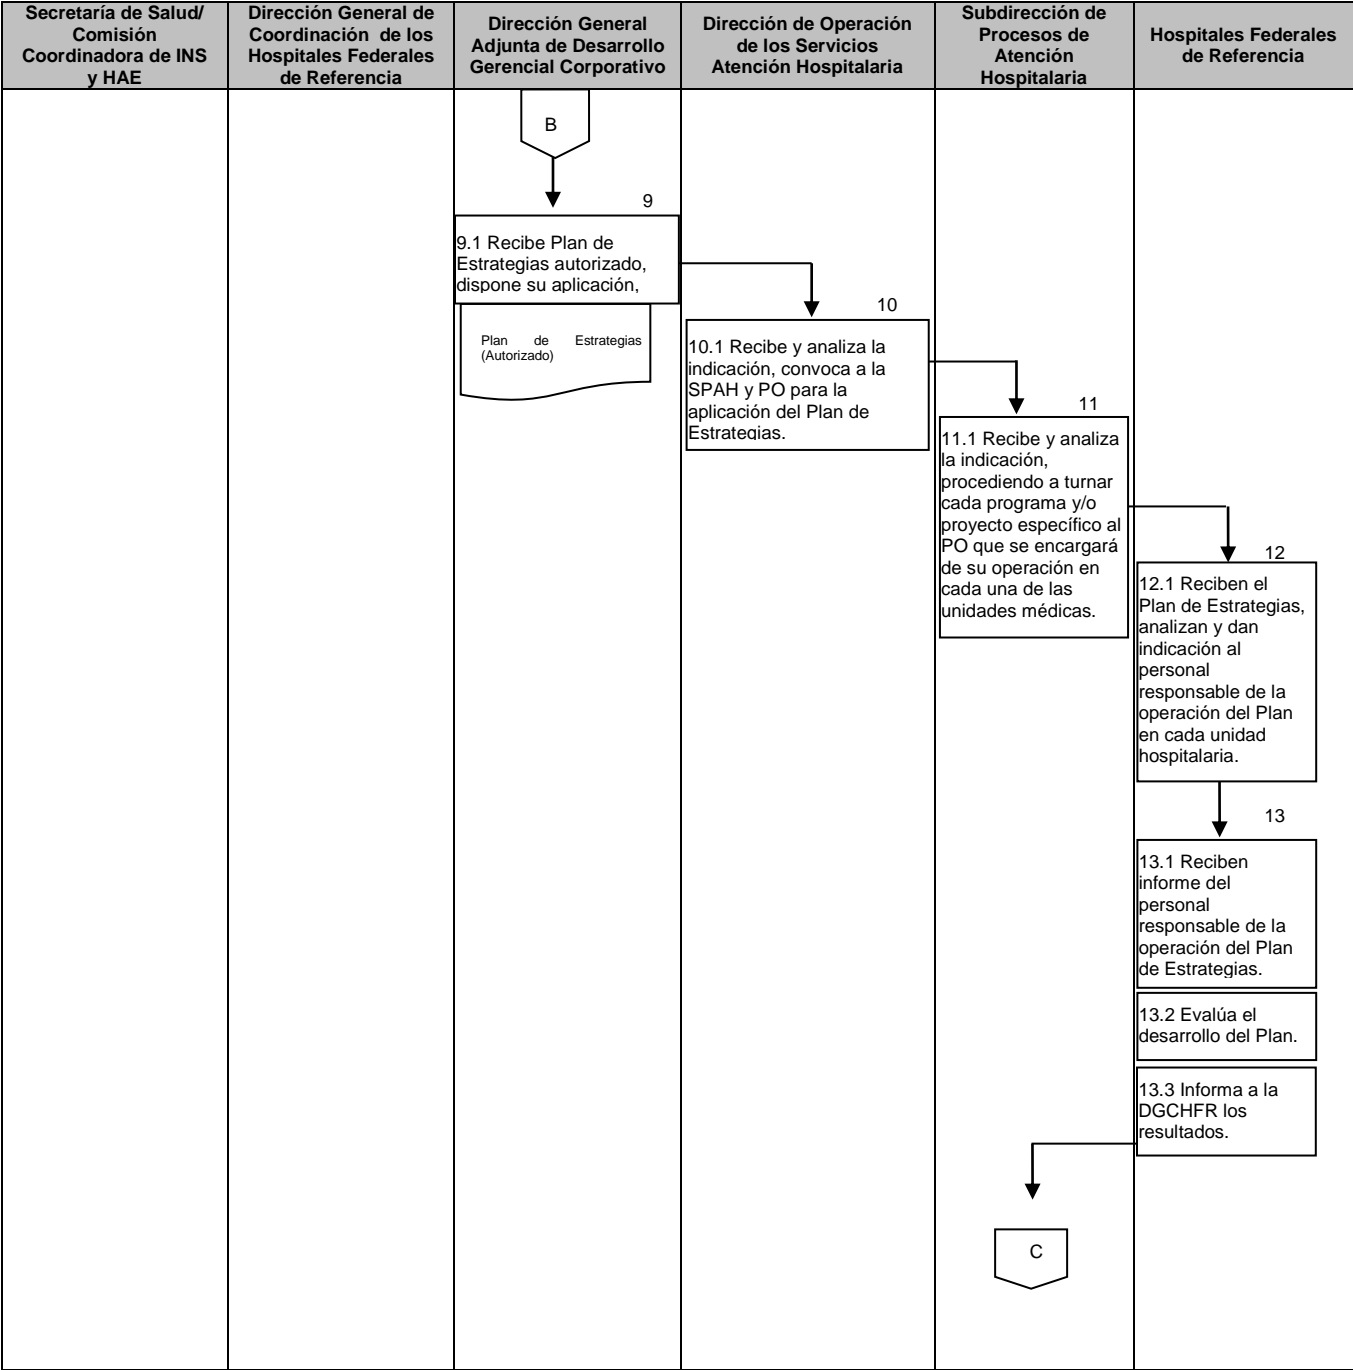 Secretaría de Salud/
Comisión
Coordinadora de INS
y HAE
Dirección General de
Coordinación de los
Hospitales Federales
de Referencia
Dirección General
Adjunta de Desarrollo
Gerencial Corporativo
Dirección de Operación
de los Servicios
Atención Hospitalaria
Subdirección de
Procesos de
Atención
Hospitalaria
Hospitales Federales
de Referencia
B
9
9.1 Recibe Plan de
Estrategias autorizado,
dispone su aplicación,
Plan de Estrategias
(Autorizado)
10
10.1 Recibe y analiza la
indicación, convoca a la
SPAH y PO para la
aplicación del Plan de
Estrategias.
11
11.1 Recibe y analiza
la indicación,
procediendo a turnar
cada programa y/o
proyecto específico al
PO que se encargará
de su operación en
cada una de las
unidades médicas.
12
12.1 Reciben el
Plan de Estrategias,
analizan y dan
indicación al
personal
responsable de la
operación del Plan
en cada unidad
hospitalaria.
13
13.1 Reciben
informe del
personal
responsable de la
operación del Plan
de Estrategias.
13.2 Evalúa el
desarrollo del Plan.
13.3 Informa a la
DGCHFR los
resultados.
C